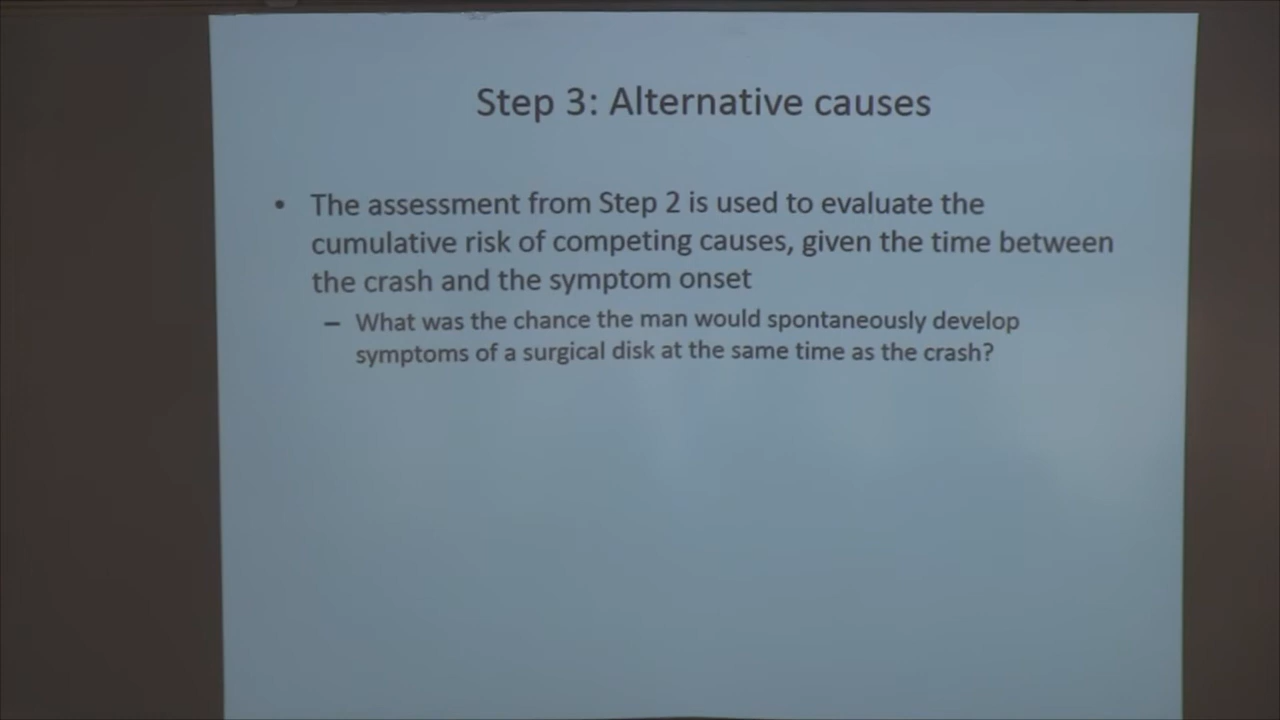 Step 3: Alternative causes
• The assessment from Step 2 is used to evaluate the
cumulative risk of competing causes, given the time between
the crash and the symptom onset
– What was the chance the man would spontaneously develop
symptoms of a surgical disk at the same time as the crash?